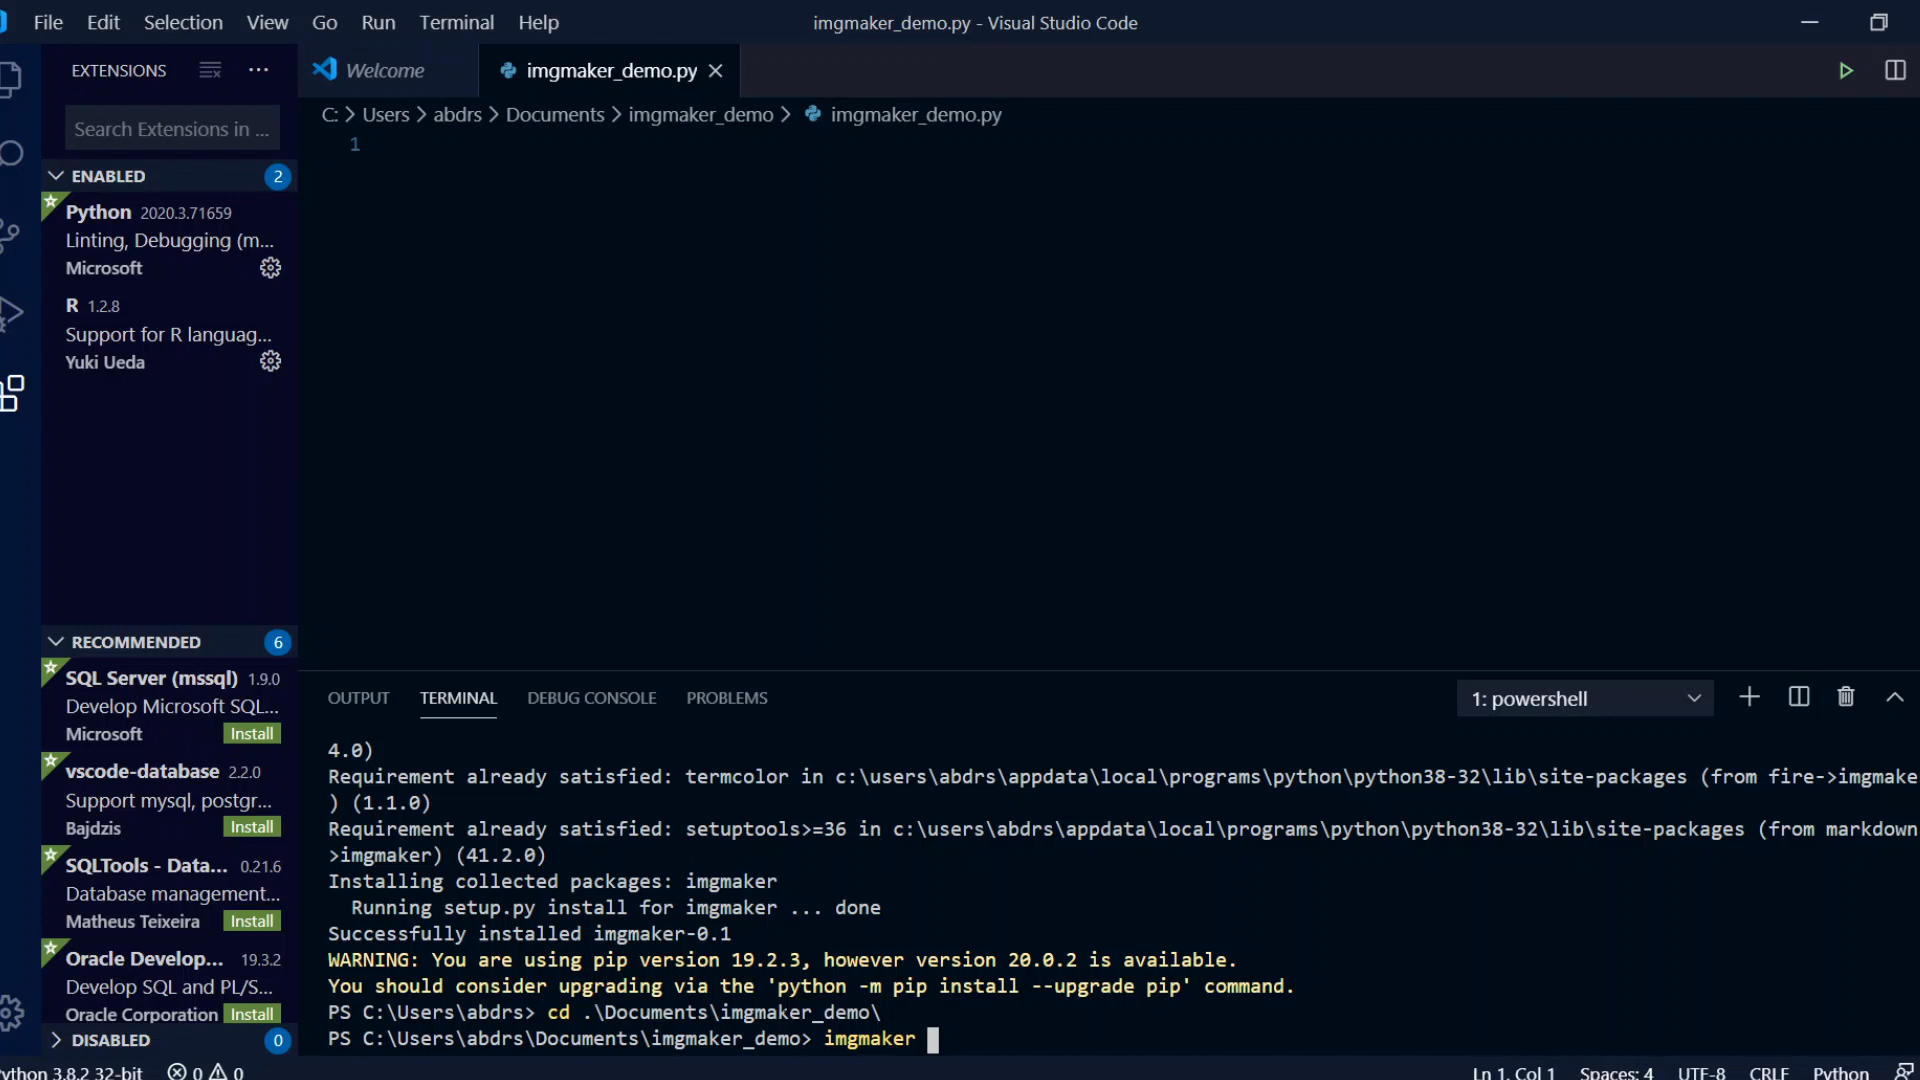 File Edit Selection View Go Run Terminal Help imgmaker_demo.py - Visual Studio Code
EXTENSIONS
Welcome imgmaker_demo.py
C: > Users > abdrs > Documents > imgmaker_demo > imgmaker_demo.py
Search Extensions in ...
1
ENABLED 2
Python 2020.3.71659
Linting, Debugging (m...
Microsoft
R 1.2.8
Support for R languag...
Yuki Ueda
RECOMMENDED 6
SQL Server (mssql) 1.9.0
Develop Microsoft SQL...
Microsoft Install
vscode-database 2.2.0
Support mysql, postgr...
Bajdzis Install
SQLTools - Data... 0.21.6
Database management...
Matheus Teixeira Install
Oracle Develop... 19.3.2
Develop SQL and PL/S...
Oracle Corporation Install
DISABLED 0
OUTPUT TERMINAL DEBUG CONSOLE PROBLEMS 1: powershell
4.0)
Requirement already satisfied: termcolor in c:\users\abdrs\appdata\local\programs\python\python38-32\lib\site-packages (from fire->imgmake
) (1.1.0)
Requirement already satisfied: setuptools>=36 in c:\users\abdrs\appdata\local\programs\python\python38-32\lib\site-packages (from markdown
>imgmaker) (41.2.0)
Installing collected packages: imgmaker
Running setup.py install for imgmaker ... done
Successfully installed imgmaker-0.1
WARNING: You are using pip version 19.2.3, however version 20.0.2 is available.
You should consider upgrading via the 'python -m pip install --upgrade pip' command.
PS C:\Users\abdrs> cd .\Documents\imgmaker_demo\
PS C:\Users\abdrs\Documents\imgmaker_demo> imgmaker
ython 3.8.2 32-bit 0 0 Ln 1, Col 1 Spaces: 4 UTF-8 CRLF Python